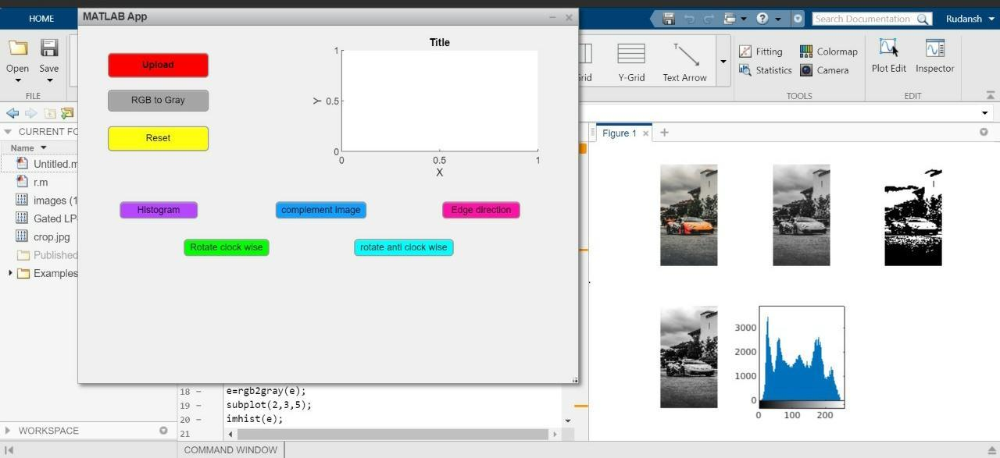 HOME
MATLAB App
Search Documentation
Rudansh
Open
Save
FILE
Grid
Y-Grid
Text Arrow
Fitting
Statistics
Colormap
Camera
TOOLS
Plot Edit
Inspector
EDIT
CURRENT FO
Name
Untitled.m
r.m
images (1
Gated LP
crop.jpg
Published
Examples
WORKSPACE
Upload
RGB to Gray
Reset
Title
1
0.5
0
Y
0
0.5
1
X
Histogram
complement image
Edge direction
Rotate clock wise
rotate anti clock wise
18 - e=rgb2gray(e);
19 - subplot(2,3,5);
20 - imhist(e);
21
COMMAND WINDOW
Figure 1
3000
2000
1000
0
0
100
200